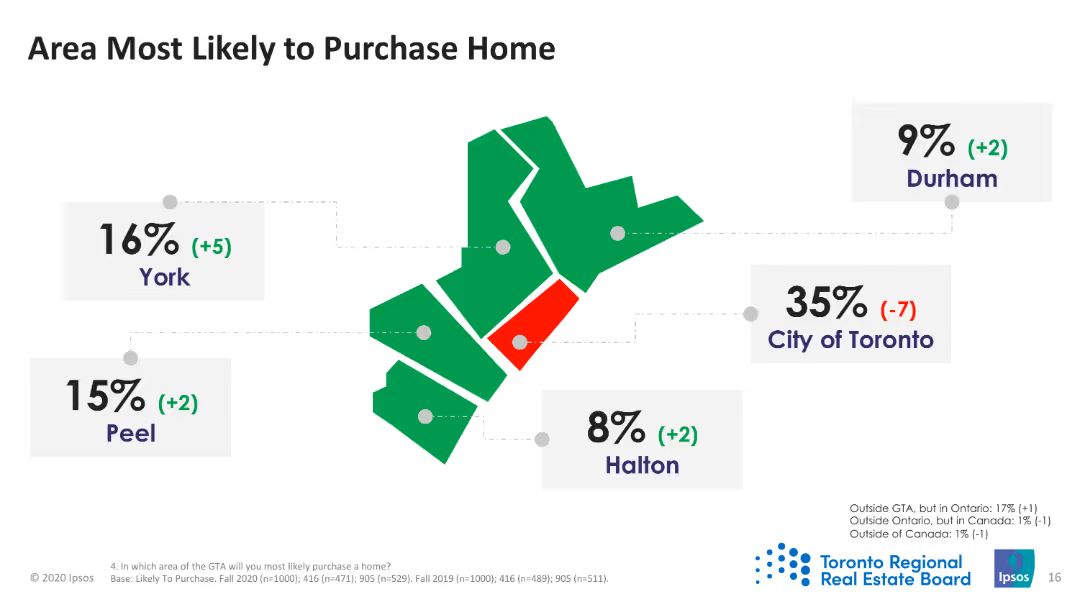 Area Most Likely to Purchase Home
9% (+2)
Durham
16% (+5)
York
35% (-7)
City of Toronto
15% (+2)
Peel
8% (+2)
Halton
Outside GTA, but in Ontario: 17% (+1)
Outside Ontario, but in Canada: 1% (-1)
Outside of Canada: 1% (-1)
Toronto Regional
Real Estate Board
Ipsos
4. In which area of the GTA will you most likely purchase a home?
Base: Likely To Purchase. Fall 2020 (n=1000); 416 (n=471); 905 (n=529). Fall 2019 (n=1000); 416 (n=489); 905 (n=511).
© 2020 Ipsos
16